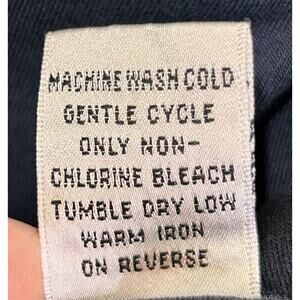 MACHINE WASH COLD
GENTLE CYCLE
ONLY NON-
CHLORINE BLEACH
TUMBLE DRY LOW
WARM IRON
ON REVERSE